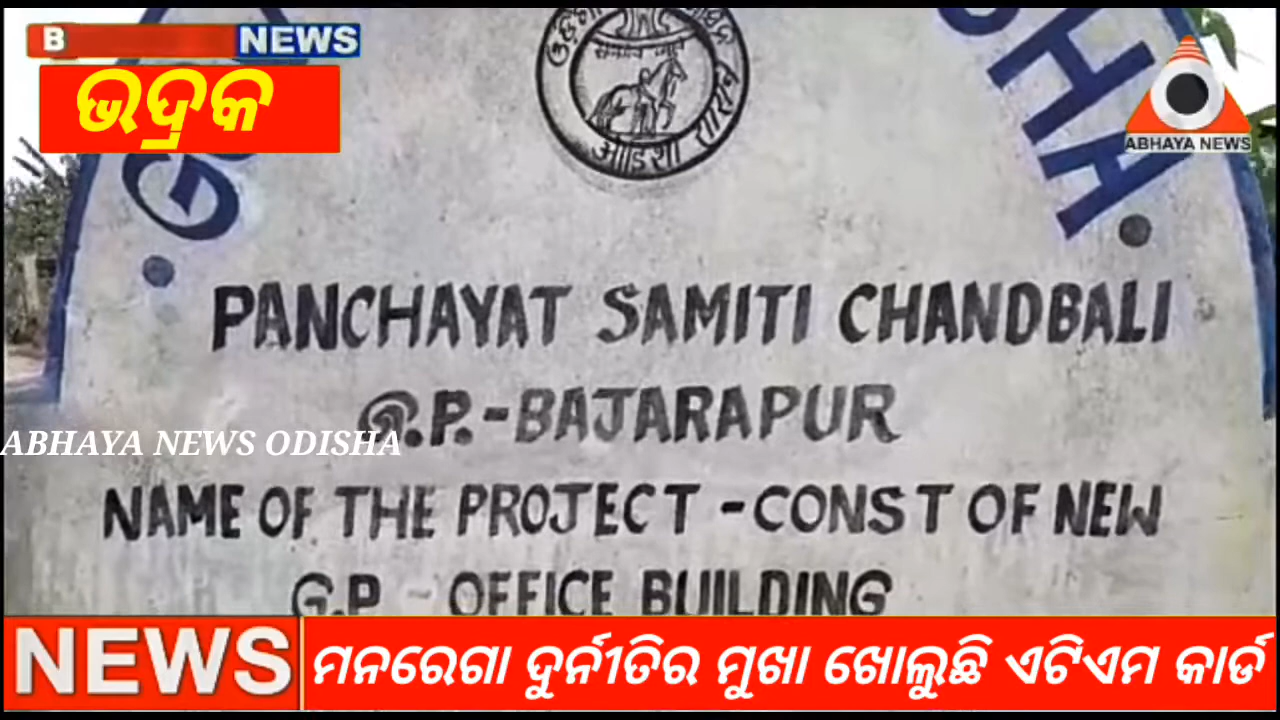 B NEWS
ଭଦ୍ରକ
ABHAYA NEWS
PANCHAYAT SAMITI CHANDBALI
G.P.-BAJARAPUR
ABHAYA NEWS ODISHA
NAME OF THE PROJECT - CONST OF NEW
G.P - OFFICE BUILDING
NEWS
ମନରେଗା ଦୁର୍ନୀତିର ମୁଖା ଖୋଲୁଛି ଏଟିଏମ କାର୍ଡ